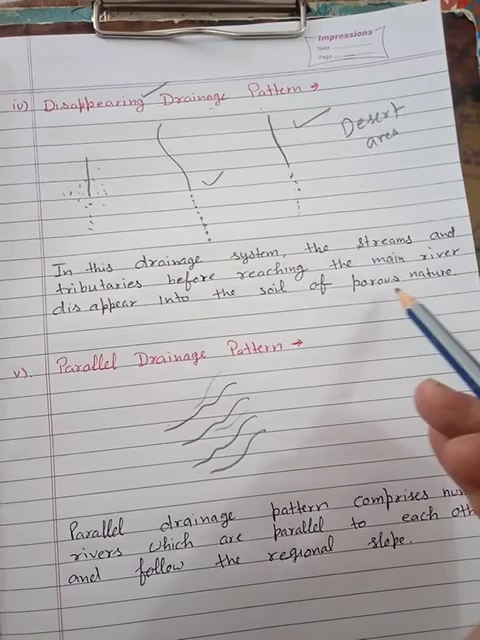 Impressions
Date
Page
iv) Disappearing Drainage Pattern →
Desert
area
In this drainage system, the streams and
tributaries before reaching the main river
disappear into the soil of porous nature.
v). Parallel Drainage Pattern →
Parallel drainage pattern comprises
rivers which are parallel to each
and follow the regional slope.